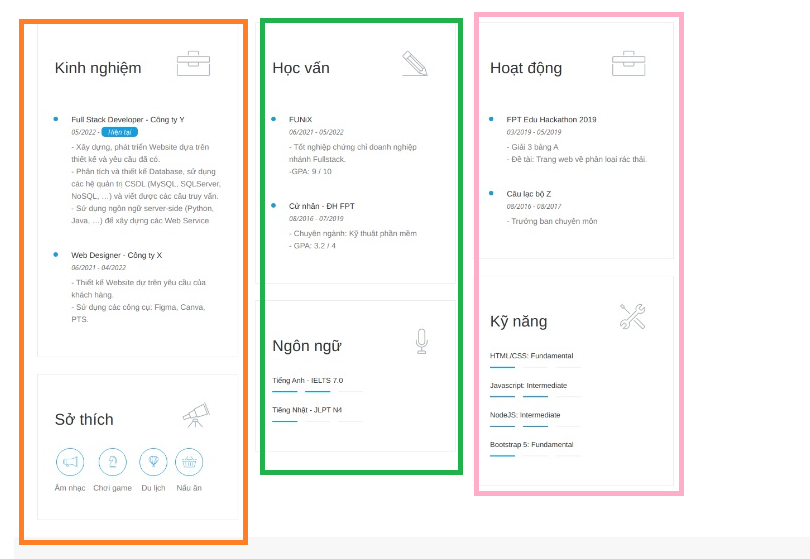 Kinh nghiệm
Full Stack Developer - Công ty Y
05/2022 - Hiện tại
- Xây dựng, phát triển Website dựa trên
thiết kế và yêu cầu đã có.
- Phân tích và thiết kế Database, sử dụng
các hệ quản trị CSDL (MySQL, SQLServer,
NoSQL, ...) và viết được các câu truy vấn.
- Sử dụng ngôn ngữ server-side (Python,
Java, ...) để xây dựng các Web Service
Web Designer - Công ty X
06/2021 - 04/2022
- Thiết kế Website dự trên yêu cầu của
khách hàng.
- Sử dụng các công cụ: Figma, Canva,
PTS.
Sở thích
Âm nhạc Chơi game Du lịch Nấu ăn
Học vấn
FUNiX
06/2021 - 05/2022
- Tốt nghiệp chứng chỉ doanh nghiệp
nhánh Fullstack.
-GPA: 9 / 10
Cử nhân - ĐH FPT
08/2016 - 07/2019
- Chuyên ngành: Kỹ thuật phần mềm
- GPA: 3.2 / 4
Ngôn ngữ
Tiếng Anh - IELTS 7.0
Tiếng Nhật - JLPT N4
Hoạt động
FPT Edu Hackathon 2019
03/2019 - 05/2019
- Giải 3 bảng A
- Đề tài: Trang web về phân loại rác thải.
Câu lạc bộ Z
08/2016 - 08/2017
- Trưởng ban chuyên môn
Kỹ năng
HTML/CSS: Fundamental
Javascript: Intermediate
NodeJS: Intermediate
Bootstrap 5: Fundamental